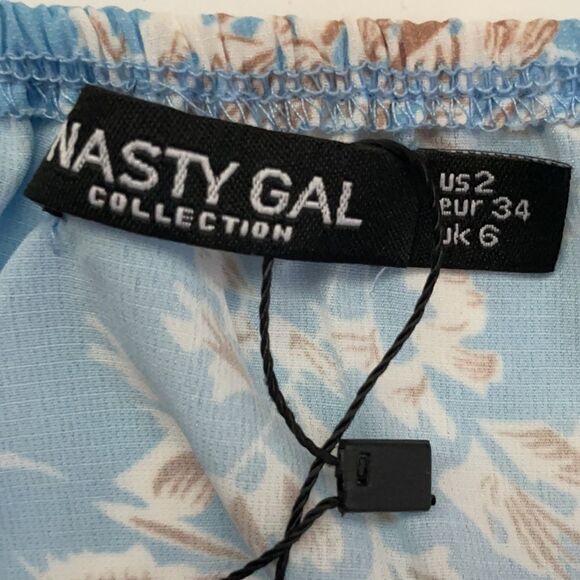 NASTY GAL
COLLECTION
us2
eur 34
uk 6